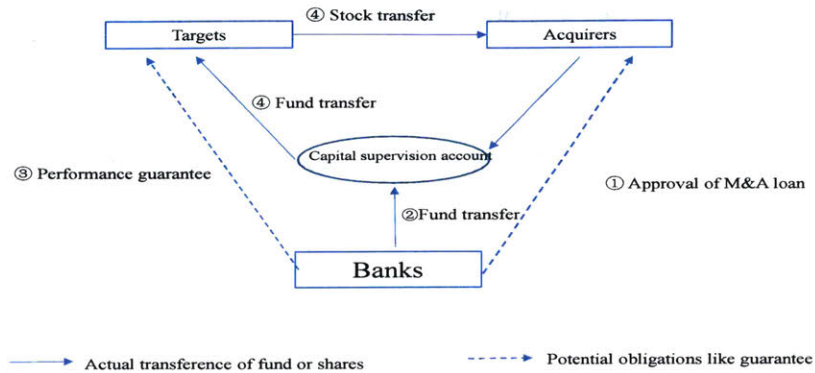 ④ Stock transfer
Targets
Acquirers
④ Fund transfer
Capital supervision account
③ Performance guarantee
① Approval of M&A loan
②Fund transfer
Banks
Actual transference of fund or shares
Potential obligations like guarantee